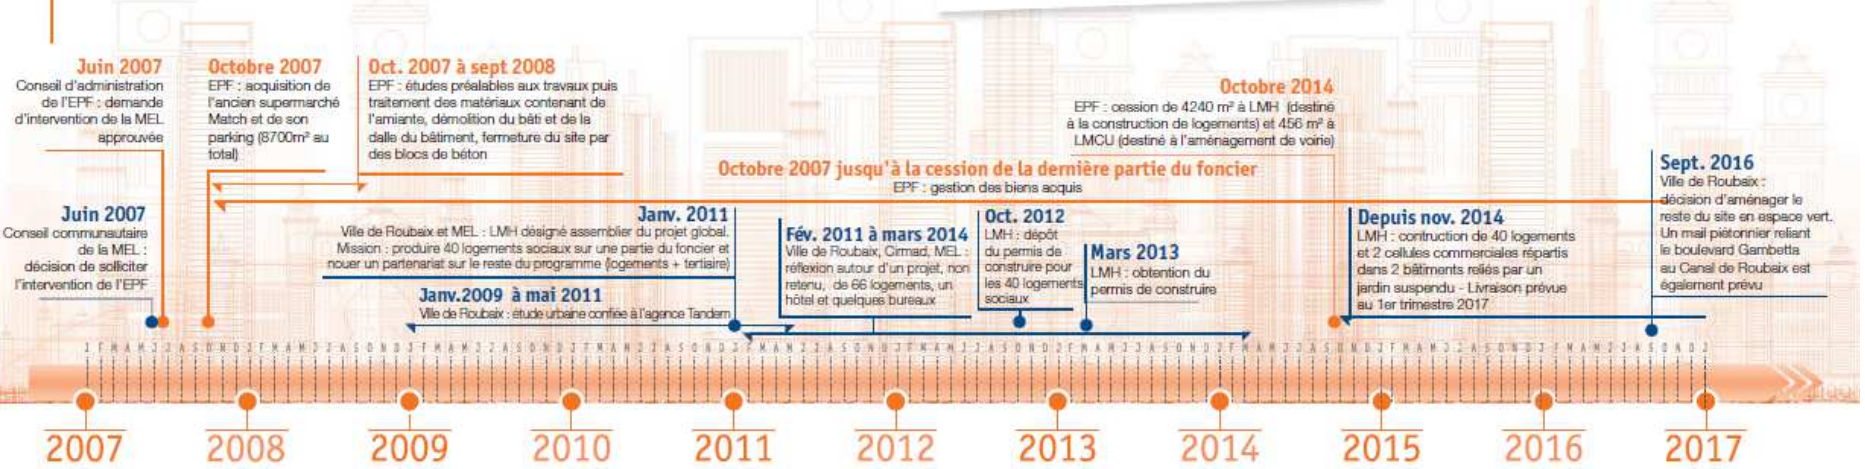 Juin 2007
Conseil d'administration
de l'EPF : demande
d'intervention de la MEL
approuvée
Octobre 2007
EPF : acquisition de
l'ancien supermarché
Match et de son
parking (8700m² au
total)
Oct. 2007 à sept 2008
EPF : études préalables aux travaux puis
traitement des matériaux contenant de
l'amiante, démolition du bâti et de la
dalle du bâtiment, fermeture du site par
des blocs de béton
Octobre 2014
EPF : cession de 4240 m² à LMH (destiné
à la construction de logements) et 456 m² à
LMCU (destiné à l'aménagement de voirie)
Octobre 2007 jusqu'à la cession de la dernière partie du foncier
EPF : gestion des biens acquis
Juin 2007
Conseil communautaire
de la MEL :
décision de solliciter
l'intervention de l'EPF
Janv. 2011
Ville de Roubaix et MEL : LMH désigné assemblier du projet global.
Mission : produire 40 logements sociaux sur une partie du foncier et
nouer un partenariat sur le reste du programme (logements + tertiaire)
Janv.2009 à mai 2011
Ville de Roubaix : étude urbaine confiée à l'agence Tandem
Fév. 2011 à mars 2014
Ville de Roubaix, Cirmad, MEL :
réflexion autour d'un projet, non
retenu, de 66 logements, un
hôtel et quelques bureaux
Oct. 2012
LMH : dépôt
du permis de
construire pour
les 40 logements
sociaux
Mars 2013
LMH : obtention du
permis de construire
Depuis nov. 2014
LMH : contruction de 40 logements
et 2 cellules commerciales répartis
dans 2 bâtiments reliés par un
jardin suspendu - Livraison prévue
au 1er trimestre 2017
Sept. 2016
Ville de Roubaix :
décision d'aménager le
reste du site en espace vert.
Un mail piétonnier reliant
le boulevard Gambetta
au Canal de Roubaix est
également prévu
J F M A M J J A S O N D J F M A M J J A S O N D J F M A M J J A S O N D J F M A M J J A S O N D J F M A M J J A S O N D J F M A M J J A S O N D J F M A M J J A S O N D J F M A M J J A S O N D J F M A M J J A S O N D J F M A M J J A S O N D J
2007 2008 2009 2010 2011 2012 2013 2014 2015 2016 2017